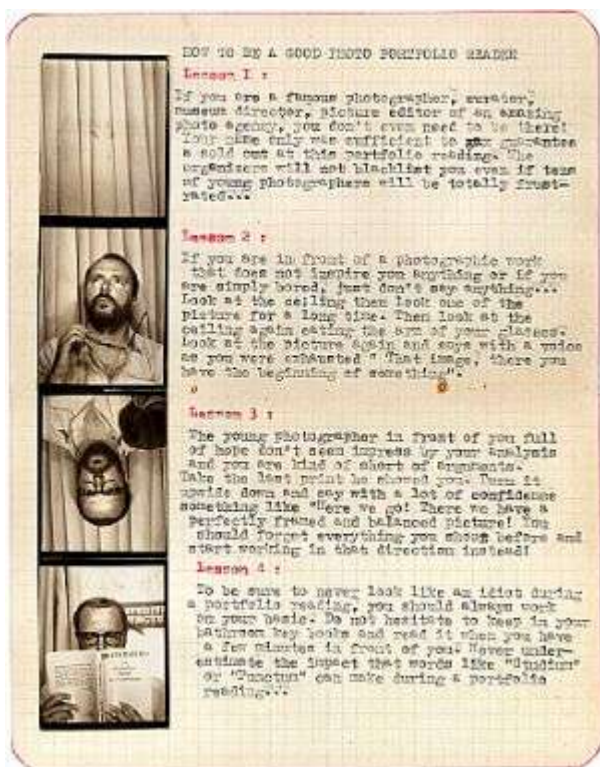 HOW TO BE A GOOD PHOTO PORTFOLIO READER
Lesson 1 :
If you are a famous photographer, curator,
museum director, picture editor of an amazing
photo agency, you don't even need to be there!
Your name only was sufficient to guarantee
a sold out at this portfolio reading. The
organizers will not blacklist you even if tens
of young photographers will be totally frust-
rated...
Lesson 2 :
If you are in front of a photographic work
that does not inspire you anything or if you
are simply bored, just don't say anything...
Look at the ceiling then look one of the
picture for a long time. Then look at the
ceiling again eating the arm of your glasses.
Look at the picture again and says with a voice
as you were exhausted " That image, there you
have the beginning of something".
Lesson 3 :
The young photographer in front of you full
of hope don't seem impress by your analysis
and you are kind of short of arguments.
Take the last print he showed you. Turn it
upside down and say with a lot of confidence
something like "Here we go! There we have a
perfectly framed and balanced picture! You
should forget everything you shoot before and
start working in that direction instead!
Lesson 4 :
To be sure to never look like an idiot during
a portfolio reading, you should always work
on your basic. Do not hesitate to keep in your
bathroom key books and read it when you have
a few minutes in front of you. Never under-
estimate the impact that words like "Studium"
or "Punctum" can make during a portfolio
reading...